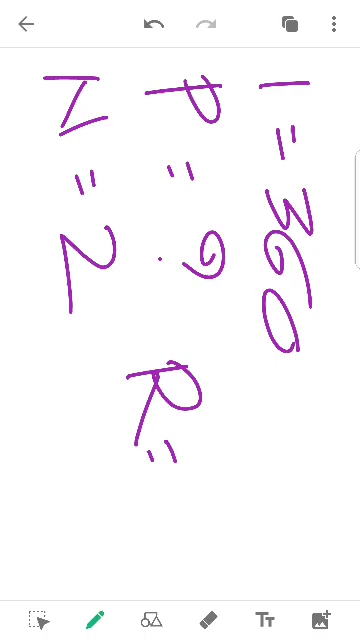 I = 360
P = 9 R =
N = 2